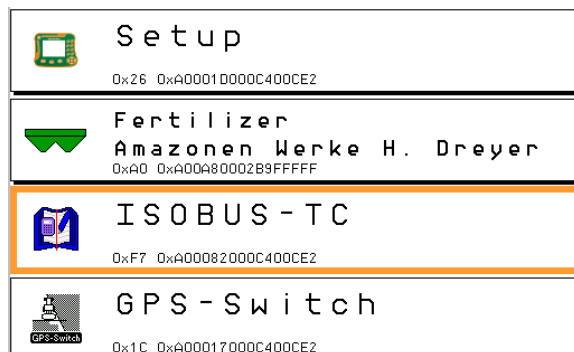 Setup
0x26 0xA0001D000C400CE2
Fertilizer
Amazonen Werke H. Dreyer
0xA0 0xA00A80002B9FFFFF
ISOBUS-TC
0xF7 0xA00082000C400CE2
GPS-Switch
GPS-Switch
0x1C 0xA00017000C400CE2